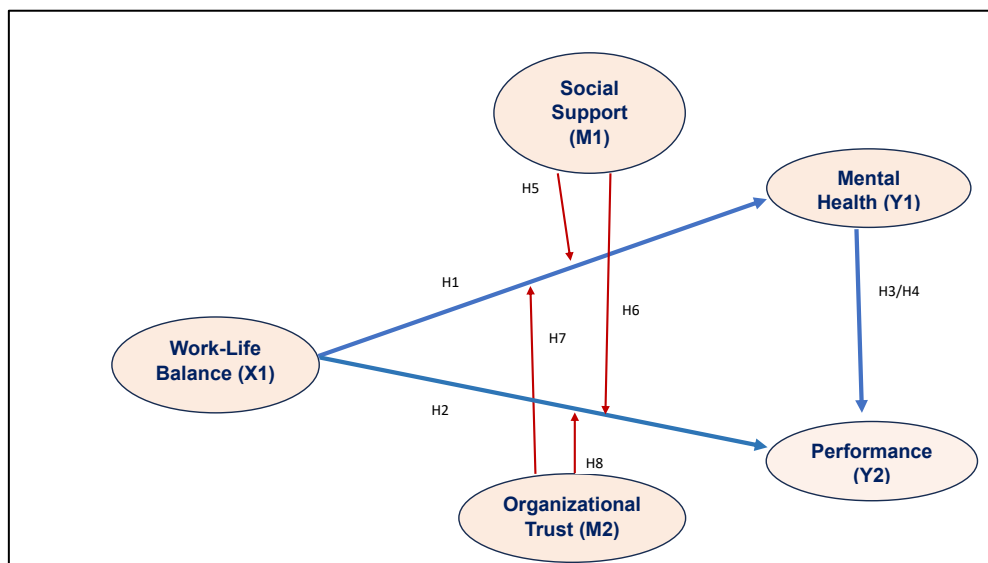 Social
Support
(M1)
H5
Mental
Health (Y1)
H1
H3/H4
H6
H7
Work-Life
Balance (X1)
H2
Performance
(Y2)
H8
Organizational
Trust (M2)